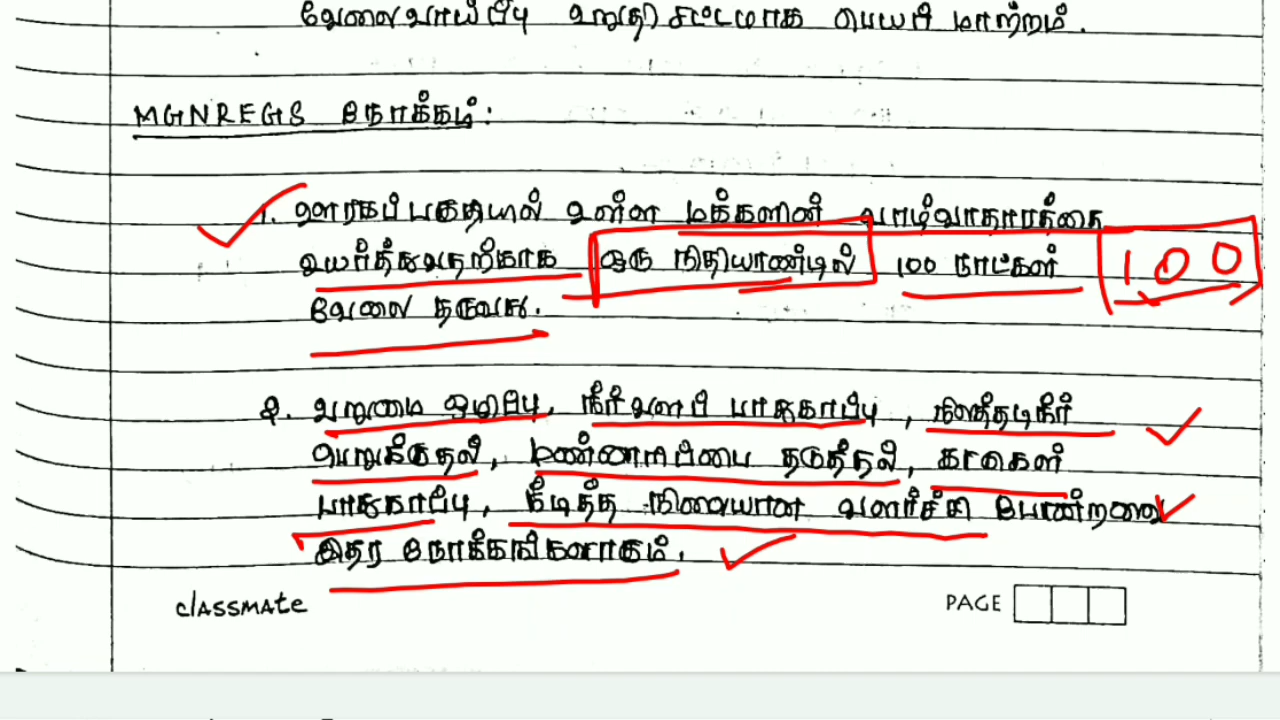 வேலைவாய்ப்பு உறுதி சட்டமாக பெயர் மாற்றம்.
MGNREGS நோக்கம்:
1. ஊரகப் பகுதியில் உள்ள மக்களின் வாழ்வாதாரத்தை
உயர்த்துவதற்காக ஒரு நிதியாண்டில் 100 நாட்கள் 100
வேலை தருவது.
2. வறுமை ஒழிப்பு, நீர்வளப் பாதுகாப்பு, நிலத்தடிநீர்
பெறுக்குதல், மண்ணரிப்பை தடுத்தல், காடுகள்
பாதுகாப்பு, நீடித்த நிலையான வளர்ச்சி போன்றவை
இதர நோக்கங்களாகும்.
classmate PAGE